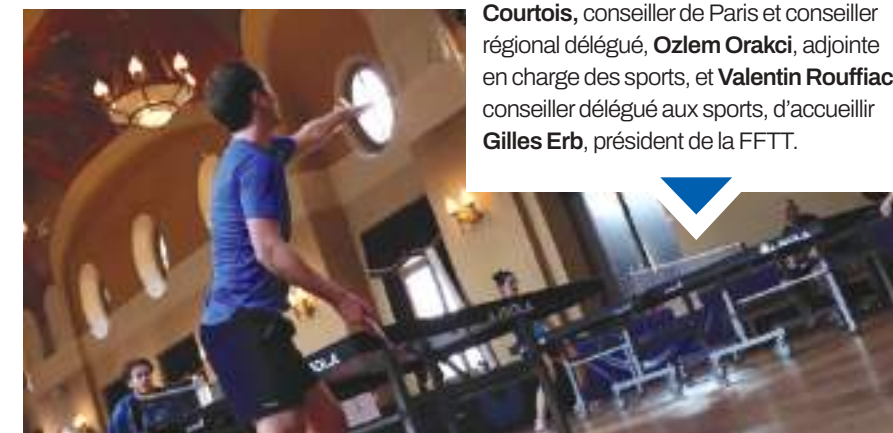 Courtois, conseiller de Paris et conseiller
régional délégué, Ozlem Orakci, adjointe
en charge des sports, et Valentin Rouffiac
conseiller délégué aux sports, d’accueillir
Gilles Erb, président de la FFTT.